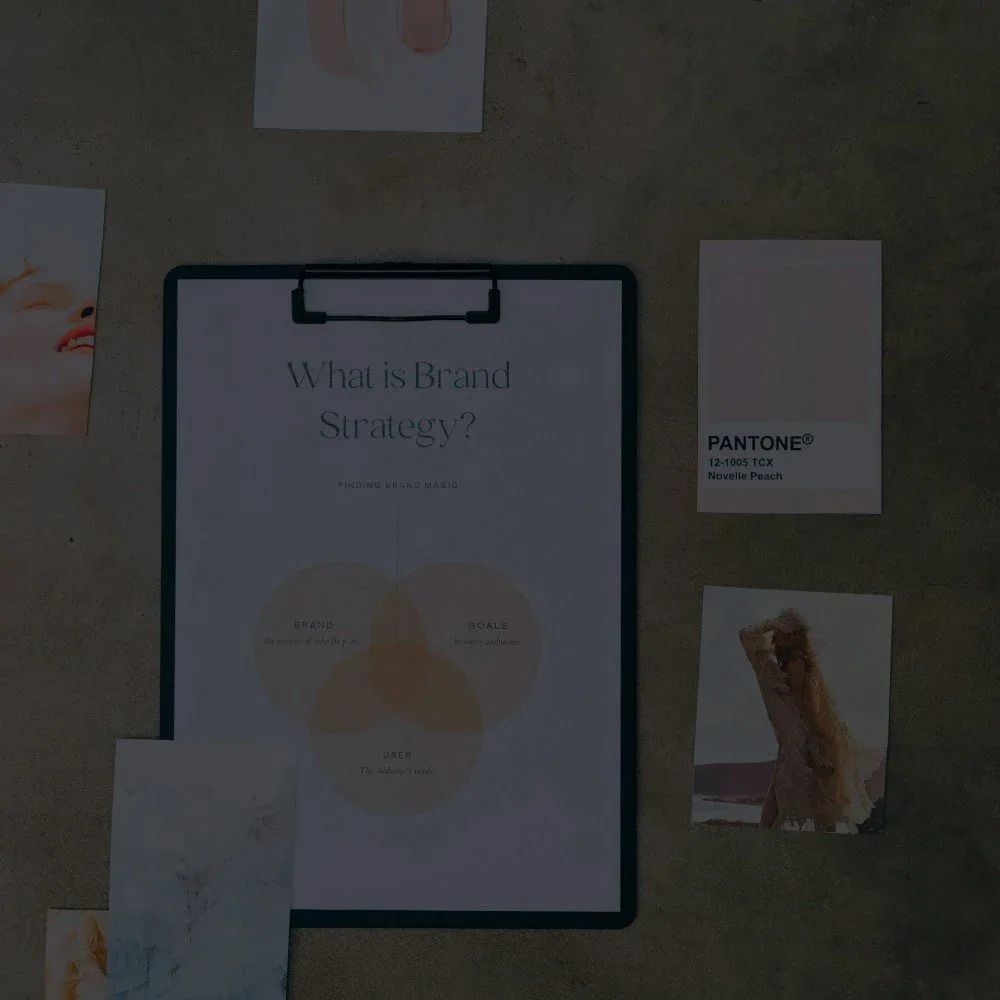 What is Brand
Strategy?
FINDING BRAND MAGIC
BRAND
the essence of who they are
GOALS
business ambitions
USER
The audience's needs
PANTONE®
12-1005 TCX
Novelle Peach